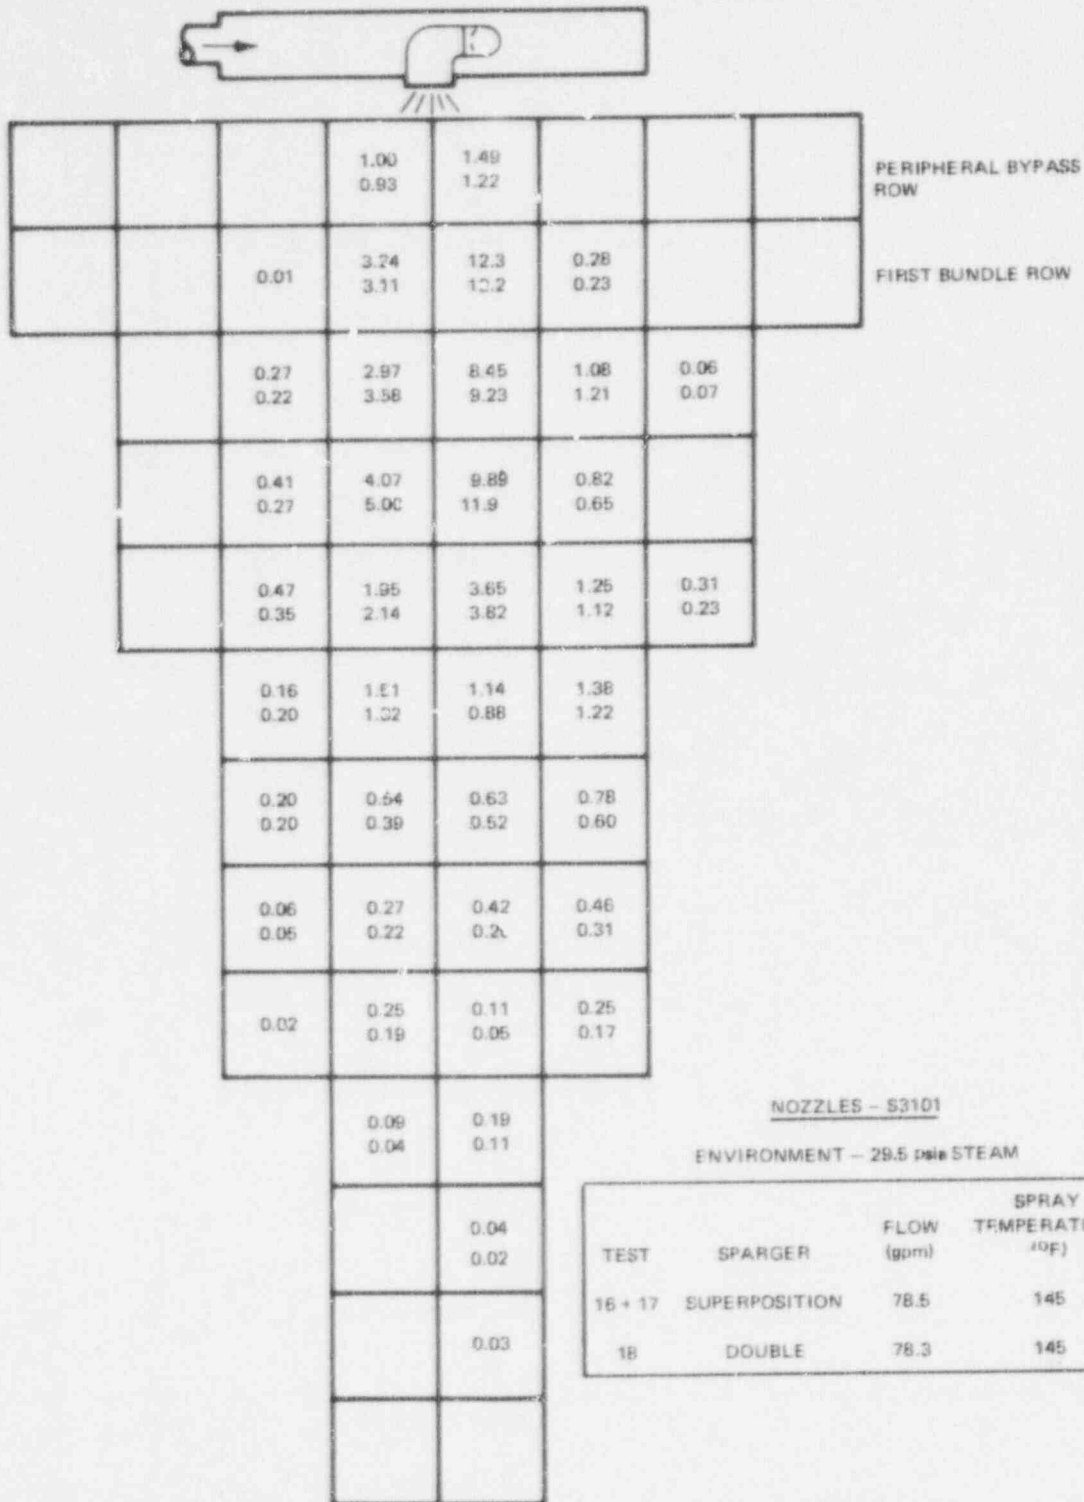 1.00 1.49
0.93 1.22
PERIPHERAL BYPASS
ROW
0.01 3.24 12.3 0.28
3.11 0.23
FIRST BUNDLE ROW
0.27 2.97 8.45 1.08 0.06
0.22 3.58 9.23 1.21 0.07
0.41 4.07 9.89 0.82
0.27 5.00 11.9 0.65
0.47 1.95 3.65 1.25 0.31
0.35 2.14 3.82 1.12 0.23
0.16 1.14 1.38
0.20 0.88 1.22
0.20 0.54 0.63 0.78
0.20 0.39 0.52 0.60
0.06 0.27 0.42 0.46
0.05 0.22 0.31
0.02 0.25 0.11 0.25
0.19 0.05 0.17
0.09 0.19
0.04 0.11
0.04
0.02
0.03
NOZZLES – S3101
ENVIRONMENT – 29.5 psia STEAM
TEST SPARGER FLOW (gpm) SPRAY
16 + 17 SUPERPOSITION 78.5 145
18 DOUBLE 78.3 145